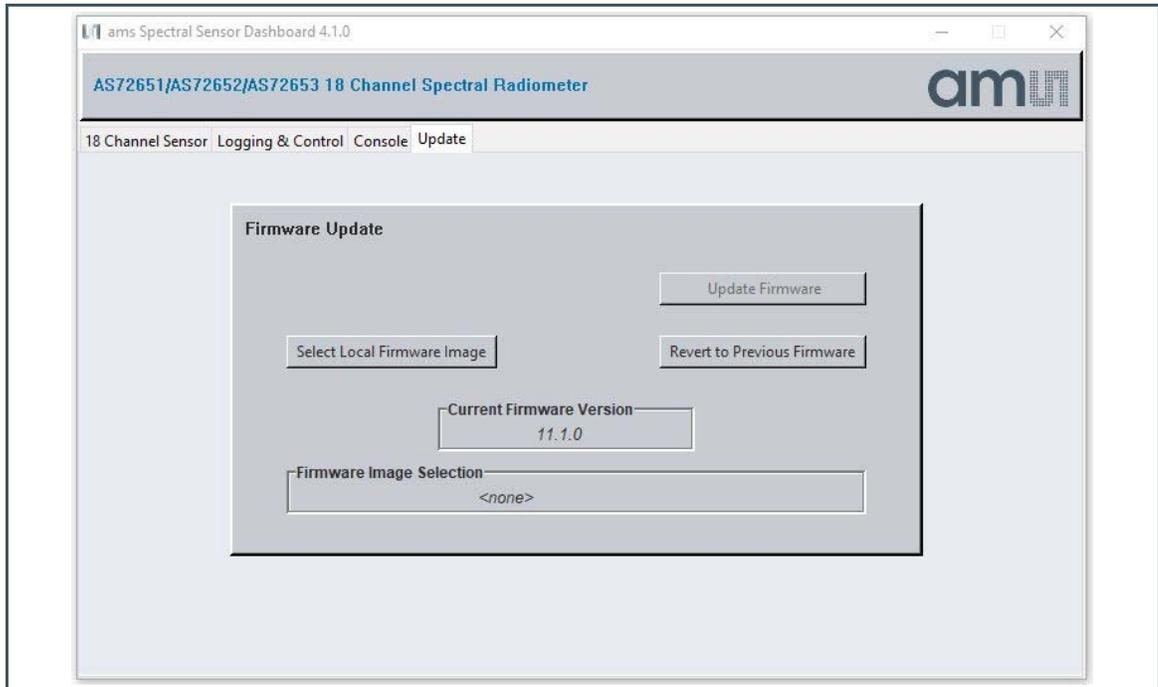 ams Spectral Sensor Dashboard 4.1.0
AS72651/AS72652/AS72653 18 Channel Spectral Radiometer
am
18 Channel Sensor Logging & Control Console Update
Firmware Update
Update Firmware
Select Local Firmware Image Revert to Previous Firmware
Current Firmware Version
11.1.0
Firmware Image Selection
<none>